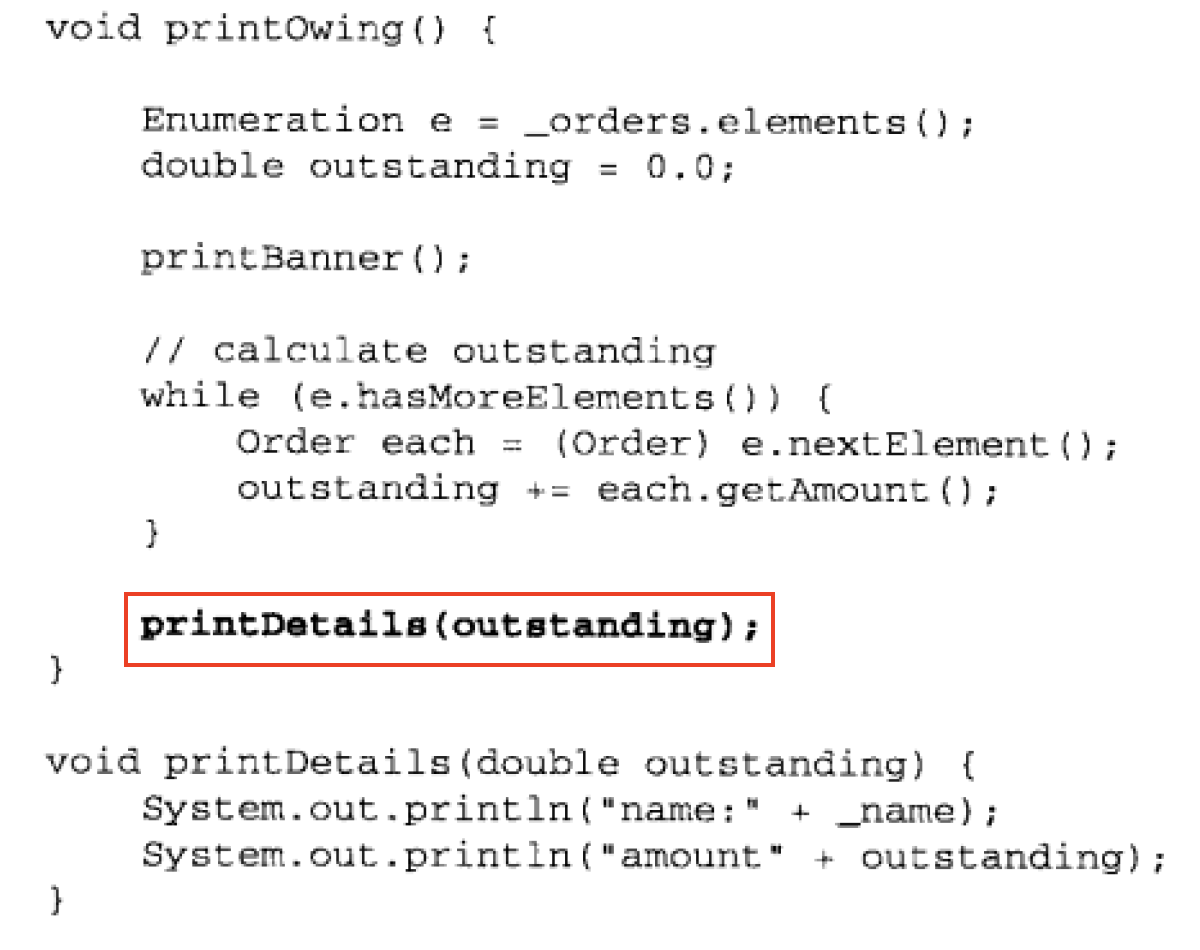 void printOwing() {
Enumeration e = _orders.elements();
double outstanding = 0.0;
printBanner();
// calculate outstanding
while (e.hasMoreElements()) {
Order each = (Order) e.nextElement();
outstanding += each.getAmount();
}
printDetails(outstanding);
}
void printDetails(double outstanding) {
System.out.println("name:" + _name);
System.out.println("amount" + outstanding);
}